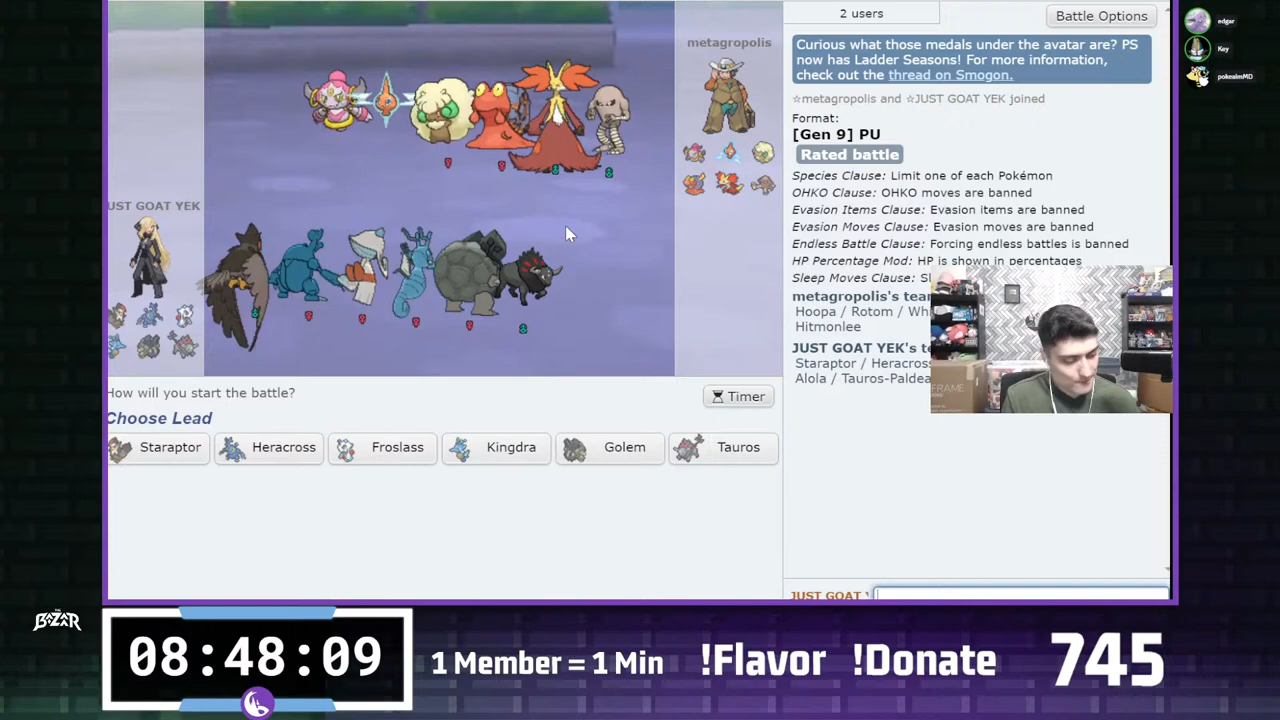 metagropolis
JUST GOAT YEK
2 users
Battle Options
Curious what those medals under the avatar are? PS
now has Ladder Seasons! For more information,
check out the thread on Smogon.
☆metagropolis and ☆JUST GOAT YEK joined
Format:
[Gen 9] PU
Rated battle
Species Clause: Limit one of each Pokémon
OHKO Clause: OHKO moves are banned
Evasion Items Clause: Evasion items are banned
Evasion Moves Clause: Evasion moves are banned
Endless Battle Clause: Forcing endless battles is banned
HP Percentage Mod: HP is shown in percentages
Sleep Moves Clause:
metagropolis's
Hoopa / Rotom /
Hitmonlee
JUST GOAT YEK's
Staraptor / Heracross
Alola / Tauros-Paldea
JUST GOAT
How will you start the battle?
Timer
Choose Lead
Staraptor Heracross Froslass Kingdra Golem Tauros
edgar
Key
pokealmMD
THE BAZAAR
08:48:09
1 Member = 1 Min !Flavor !Donate 745